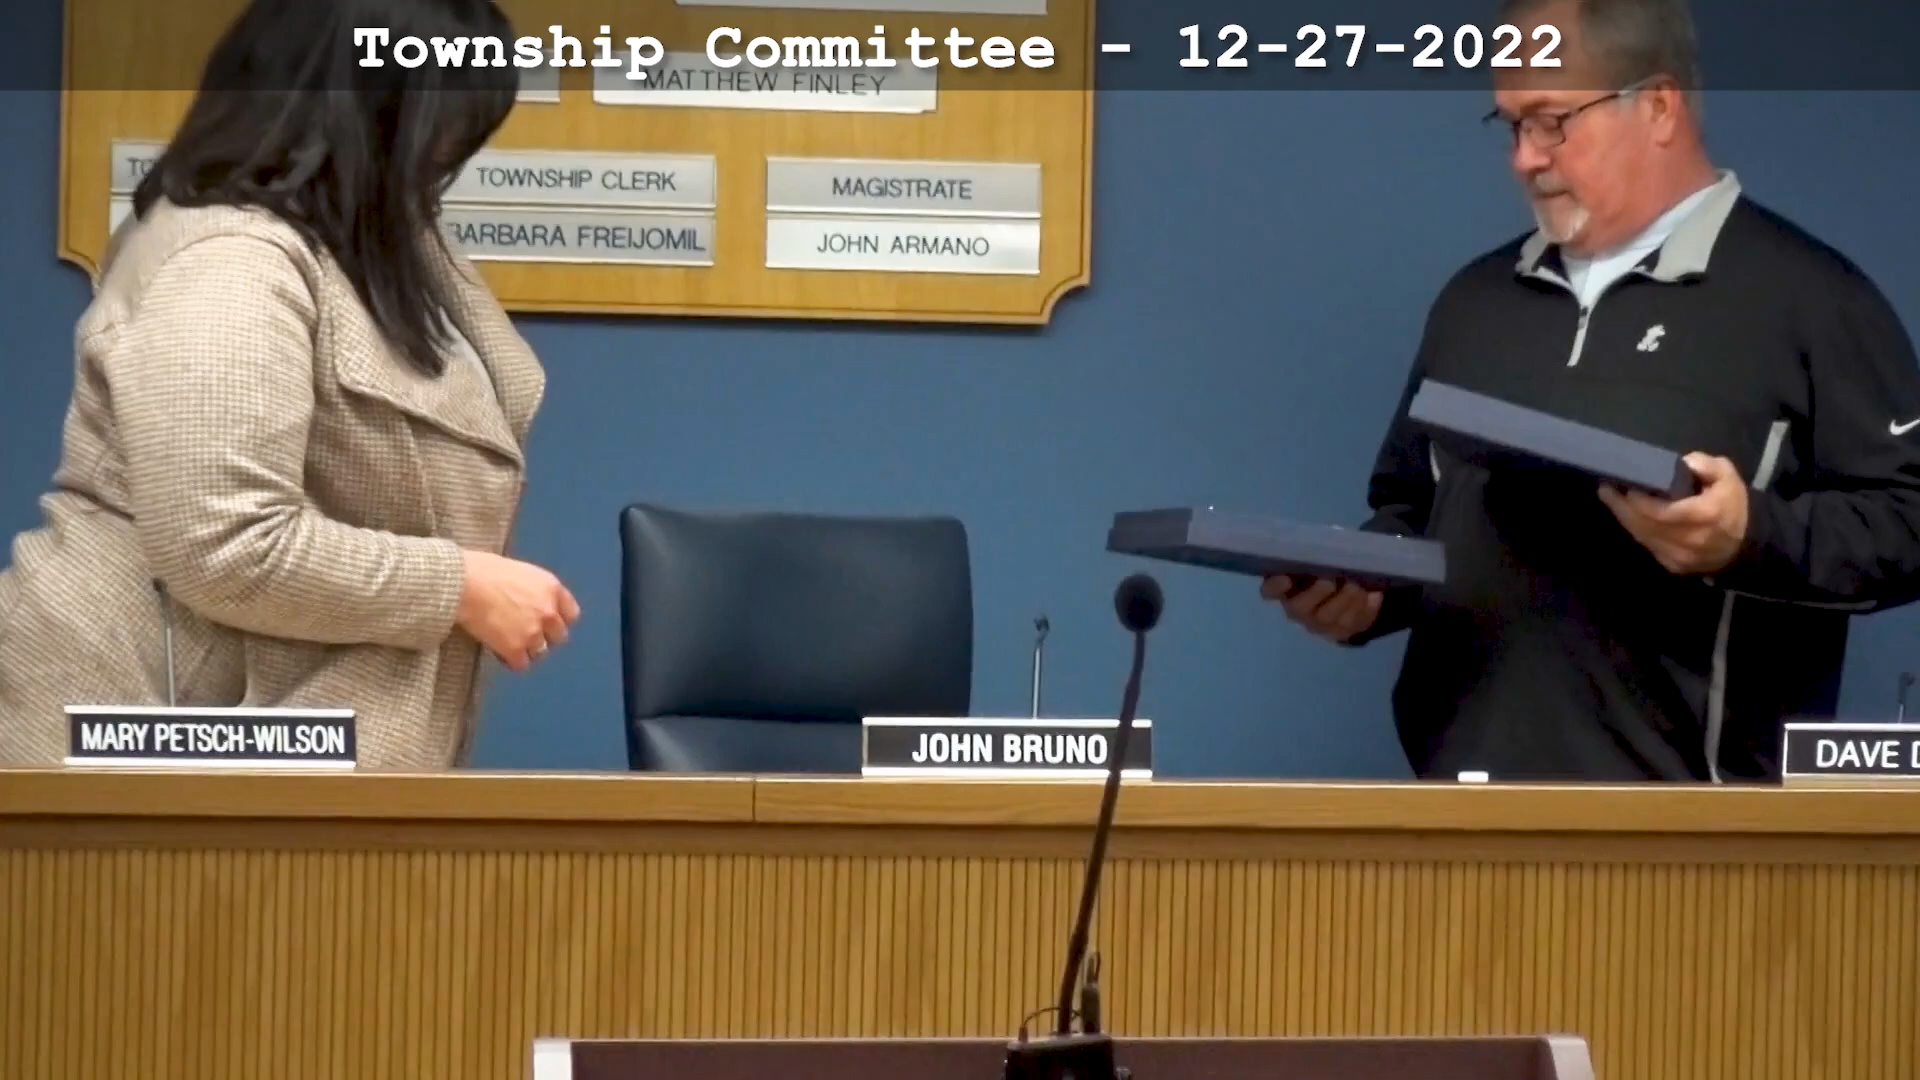 Township Committee - 12-27-2022
MATTHEW FINLEY
TOWNSHIP CLERK
MAGISTRATE
BARBARA FREIJOMIL
JOHN ARMANO
MARY PETSCH-WILSON
JOHN BRUNO
DAVE